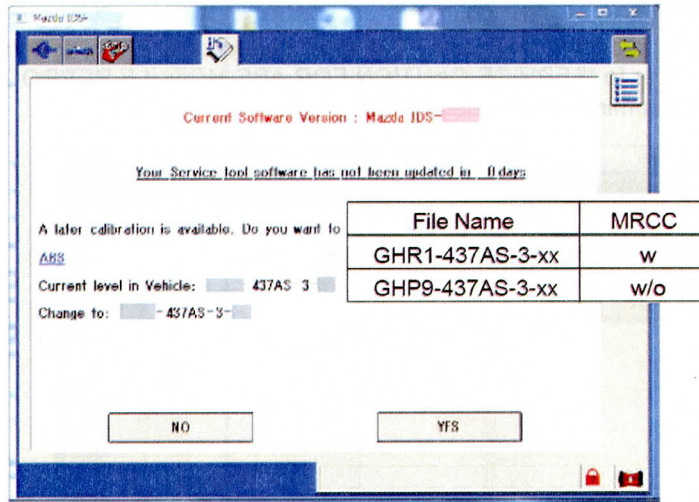 Mazda IDS-
Current Software Version : Mazda IDS-
Your Service tool software has not been updated in 0 days
A later calibration is available. Do you want to
ABS
Current level in Vehicle: 437AS 3
Change to: - 437AS-3-
File Name MRCC
GHR1-437AS-3-xx w
GHP9-437AS-3-xx w/o
NO YES